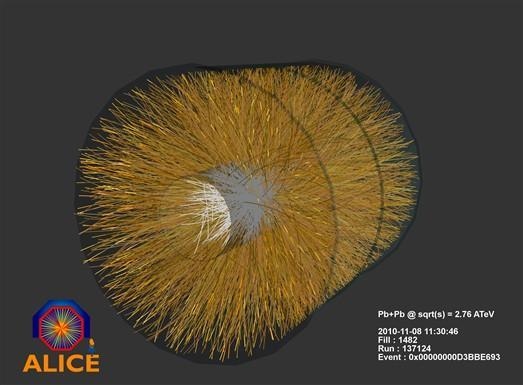 Pb+Pb @ sqrt(s) = 2.76 ATeV
2010-11-08 11:30:46
Fill : 1482
Run : 137124
Event : 0x00000000D3BBE693
ALICE